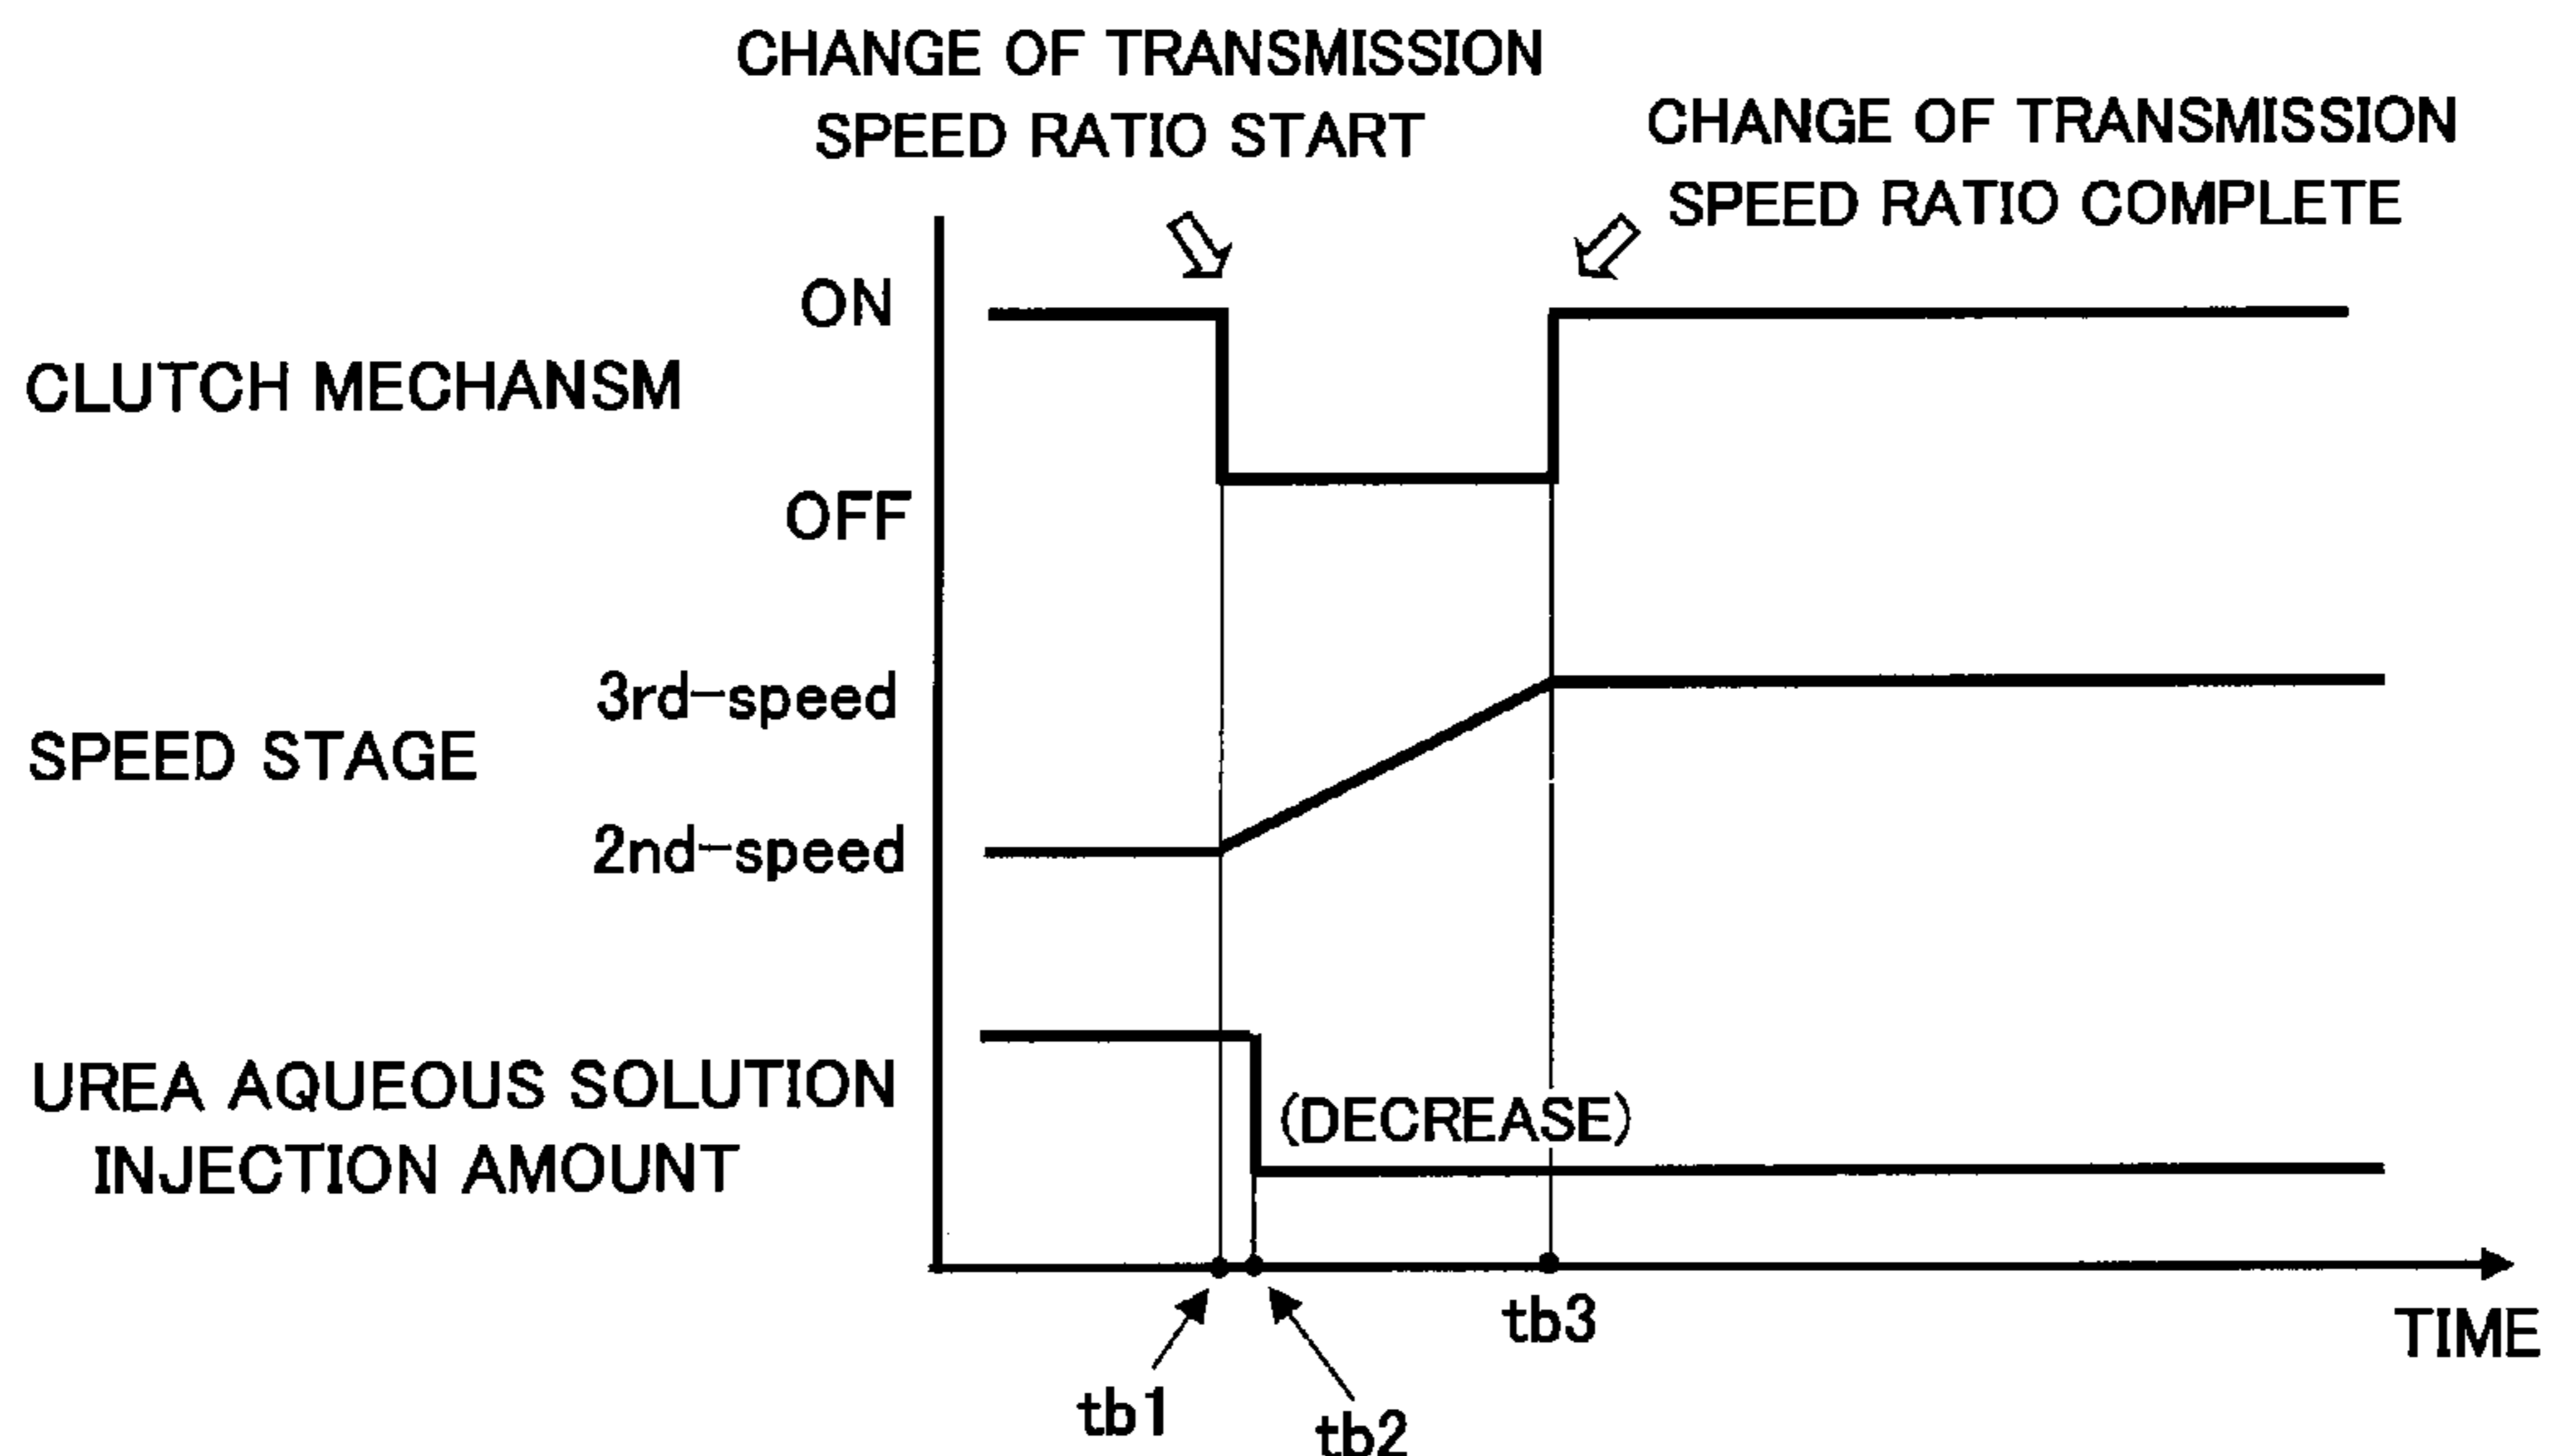 CHANGE OF TRANSMISSION
SPEED RATIO START
CHANGE OF TRANSMISSION
SPEED RATIO COMPLETE
ON
CLUTCH MECHANSM
OFF
3rd-speed
SPEED STAGE
2nd-speed
UREA AQUEOUS SOLUTION
INJECTION AMOUNT
(DECREASE)
tb1
tb2
tb3
TIME